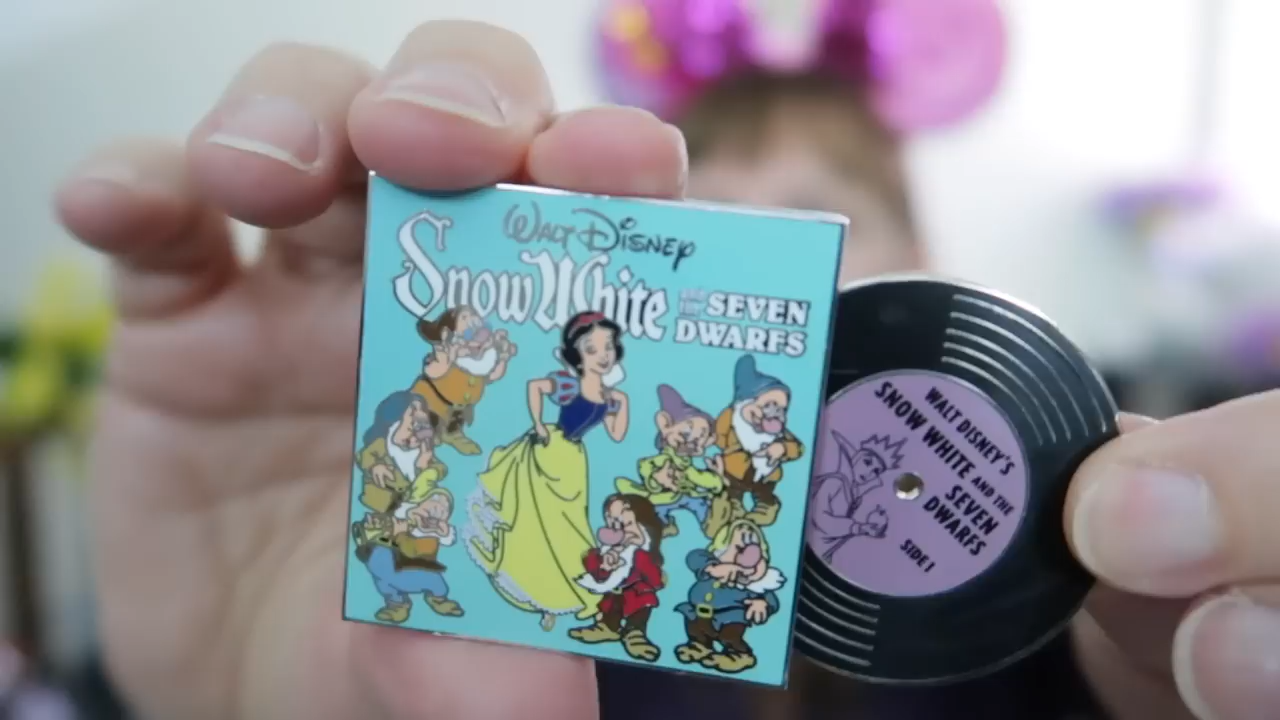 Walt Disney
Snow White and the SEVEN
DWARFS
WALT DISNEY'S
SNOW WHITE AND THE
SEVEN
DWARFS
SIDE 1